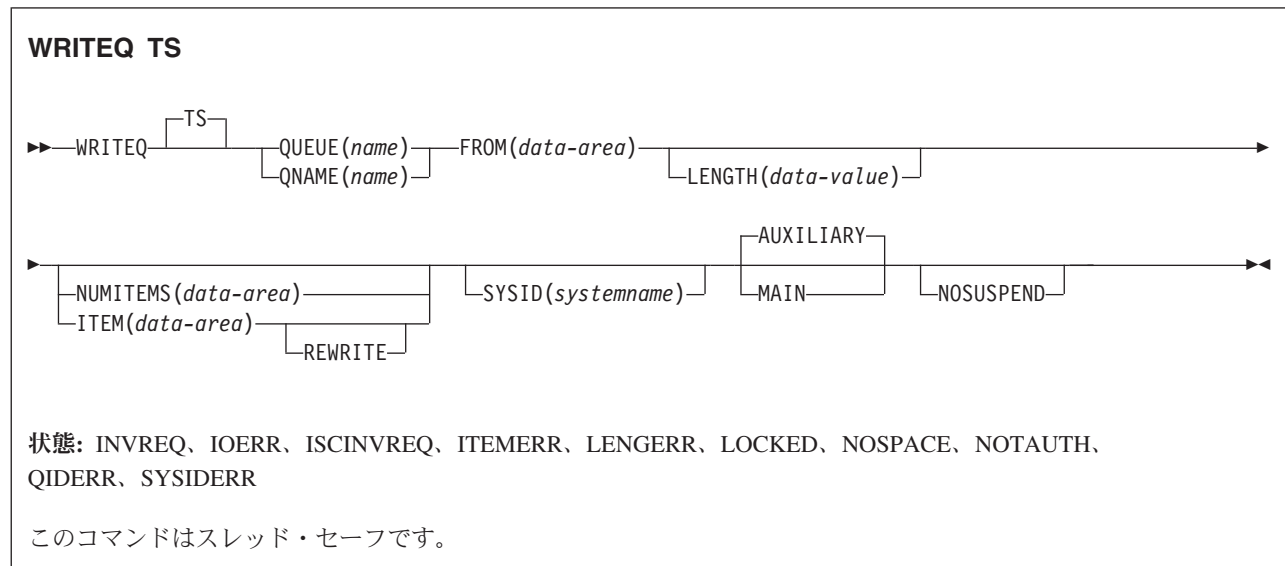 WRITEQ TS
TS
WRITEQ QUEUE(name) FROM(data-area)
QNAME(name) LENGTH(data-value)
AUXILIARY
NUMITEMS(data-area) SYSID(systemname) MAIN NOSUSPEND
ITEM(data-area)
REWRITE
状態: INVREQ、IOERR、ISCINVREQ、ITEMERR、LENGERR、LOCKED、NOSPACE、NOTAUTH、
QIDERR、SYSIDERR
このコマンドはスレッド・セーフです。